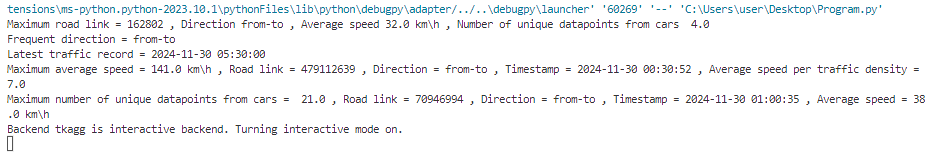 tensions\ms-python.python-2023.10.1\pythonFiles\lib\python\debugpy\adapter/../..\debugpy\launcher' '60269' '--' 'C:\Users\user\Desktop\Program.py'
Maximum road link = 162802 , Direction from-to , Average speed 32.0 km\h , Number of unique datapoints from cars  4.0
Frequent direction = from-to
Latest traffic record = 2024-11-30 05:30:00
Maximum average speed = 141.0 km\h , Road link = 479112639 , Direction = from-to , Timestamp = 2024-11-30 00:30:52 , Average speed per traffic density =
7.0
Maximum number of unique datapoints from cars =  21.0 , Road link = 70946994 , Direction = from-to , Timestamp = 2024-11-30 01:00:35 , Average speed = 38
.0 km\h
Backend tkagg is interactive backend. Turning interactive mode on.